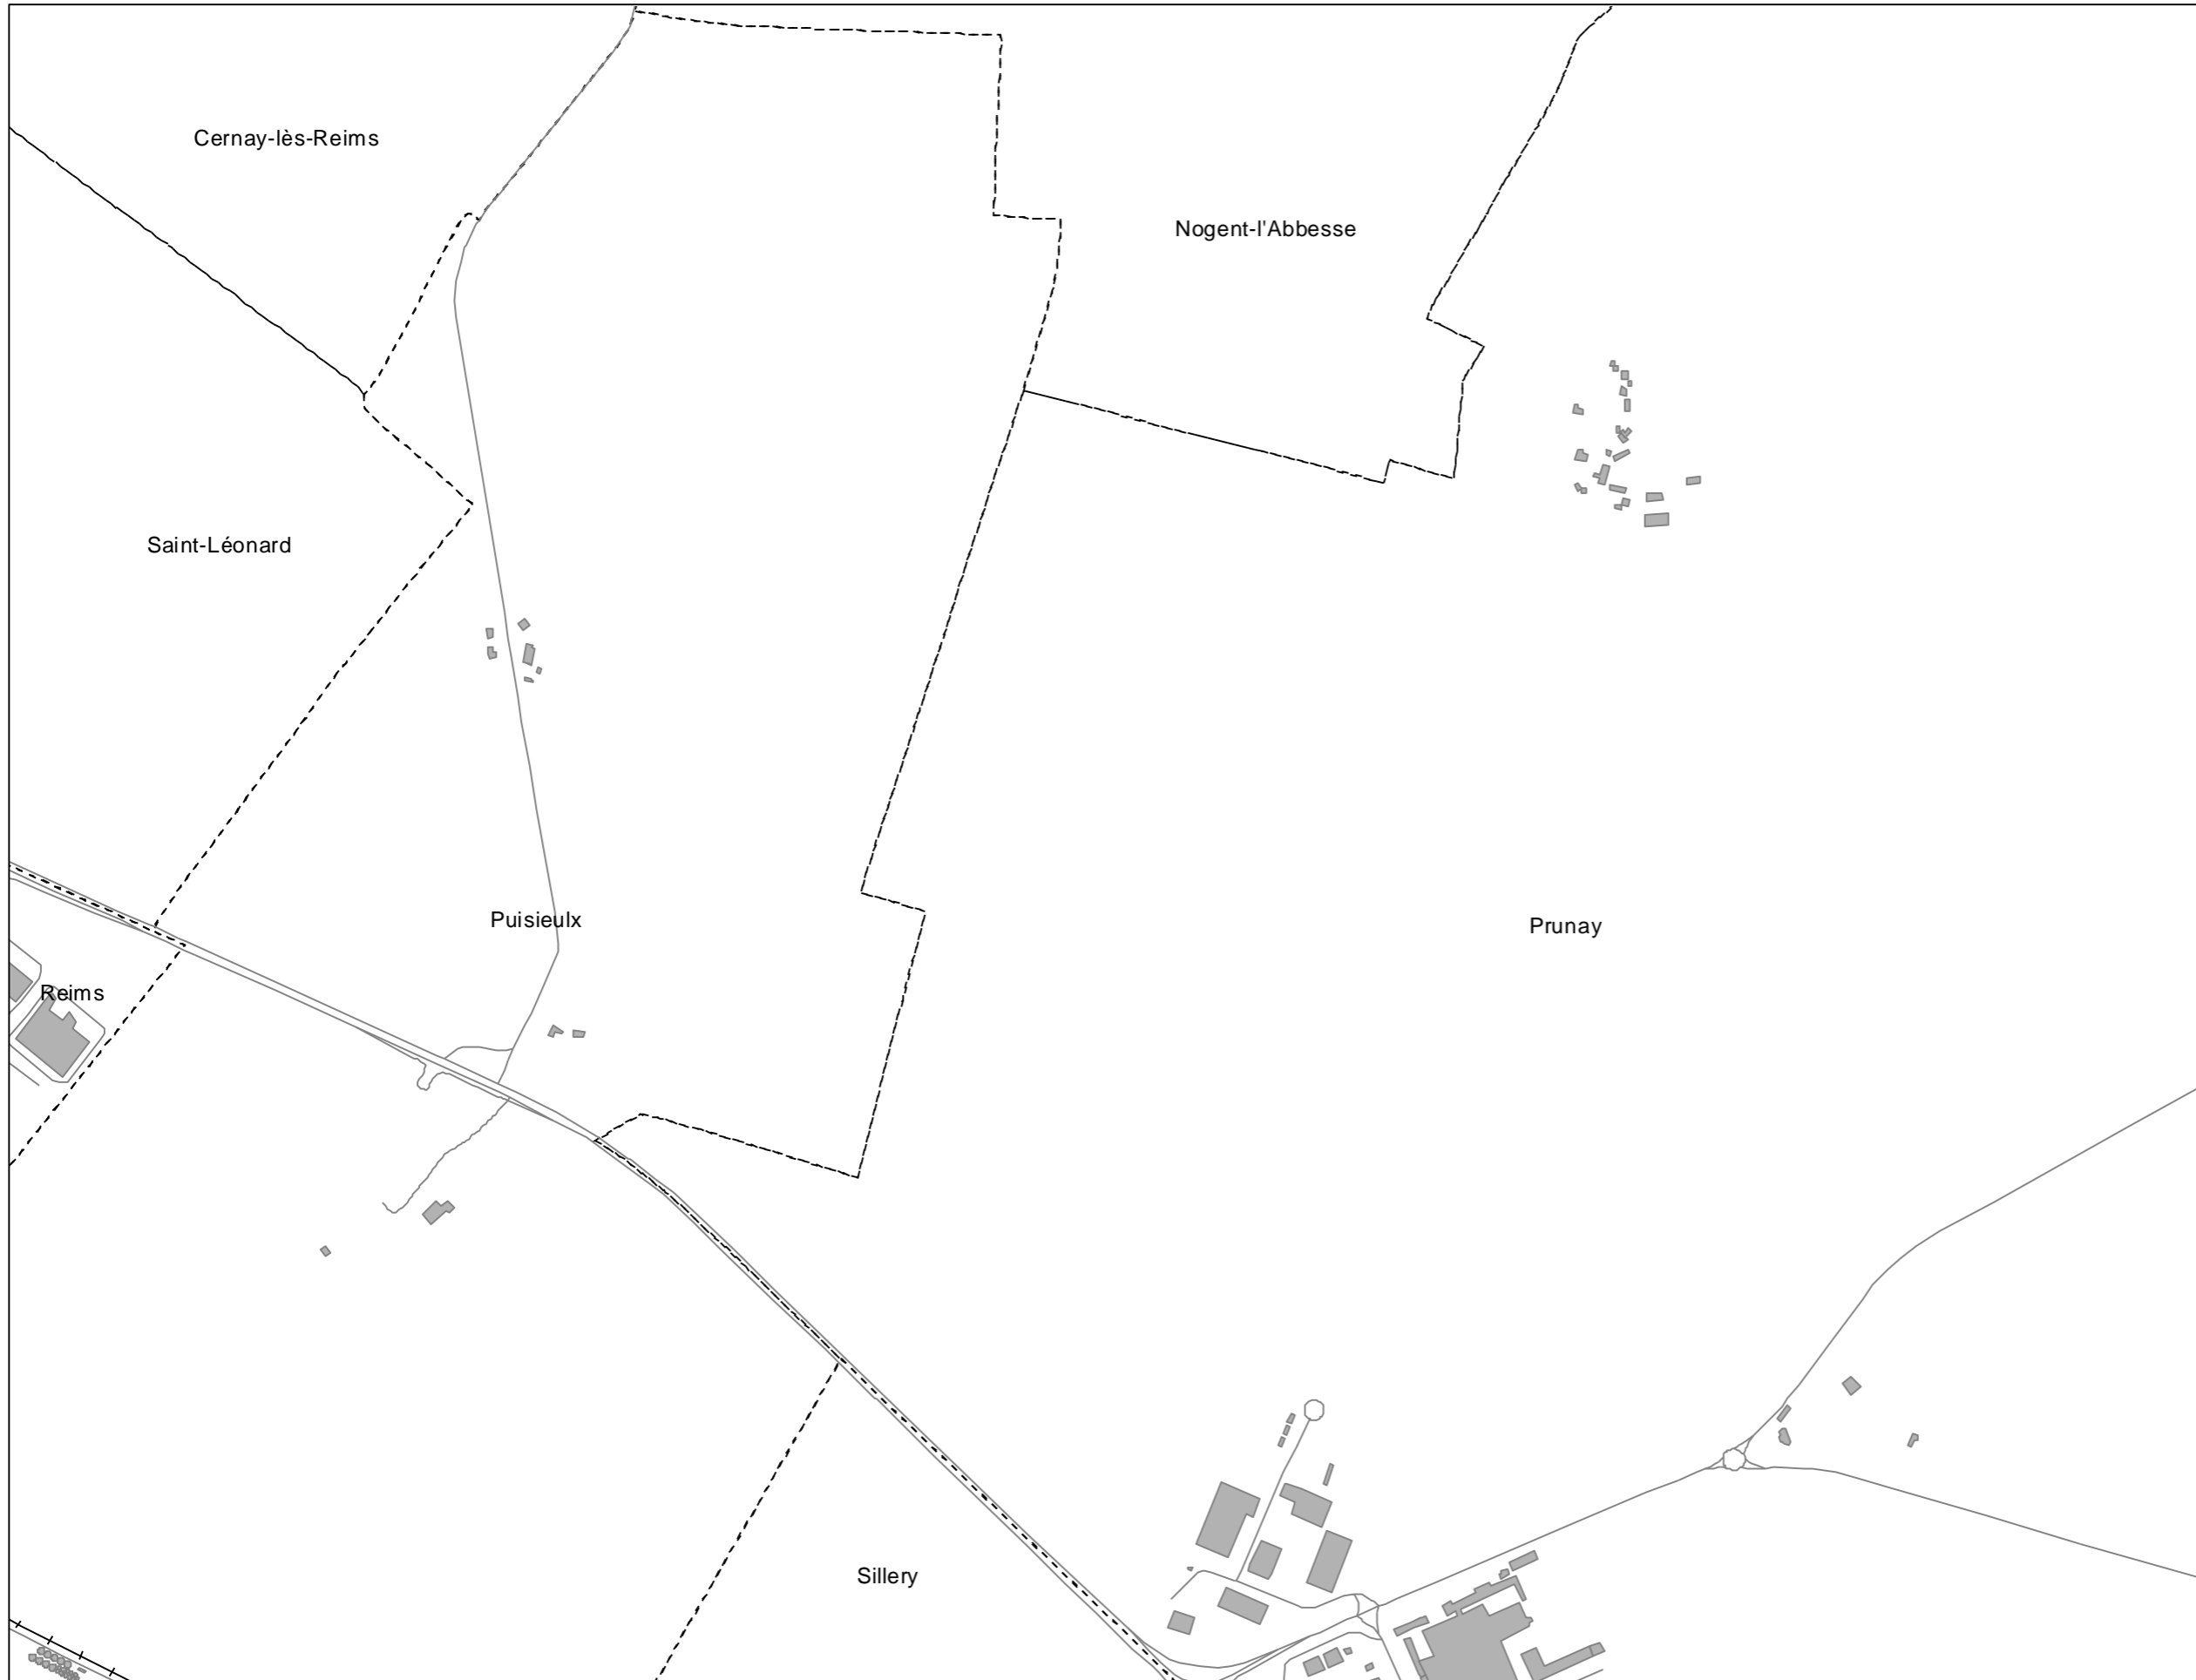 Cernay-lès-Reims
Nogent-l'Abbesse
Saint-Léonard
Puisieulx
Prunay
Reims
Sillery